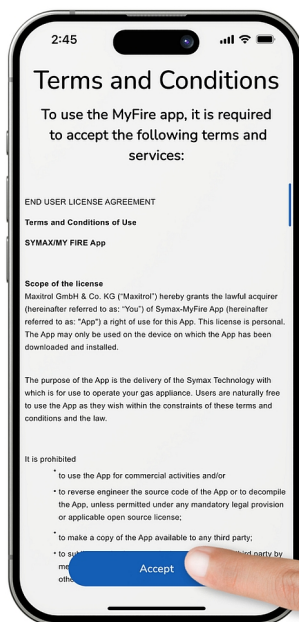 2:45
Terms and Conditions
To use the MyFire app, it is required
to accept the following terms and
services:
END USER LICENSE AGREEMENT
Terms and Conditions of Use
SYMAX/MY FIRE App
Scope of the license
Maxitrol GmbH & Co. KG ("Maxitrol") hereby grants the lawful acquirer
(hereinafter referred to as: "You") of Symax-MyFire App (hereinafter
referred to as: "App") a right of use for this App. This license is personal.
The App may only be used on the device on which the App has been
downloaded and installed.
The purpose of the App is the delivery of the Symax Technology with
which is for use to operate your gas appliance. Users are naturally free
to use the App as they wish within the constraints of these terms and
conditions and the law.
It is prohibited
• to use the App for commercial activities and/or
• to reverse engineer the source code of the App or to decompile
the App, unless permitted under any mandatory legal provision
or applicable open source license;
• to make a copy of the App available to any third party;
• to third party by
Accept